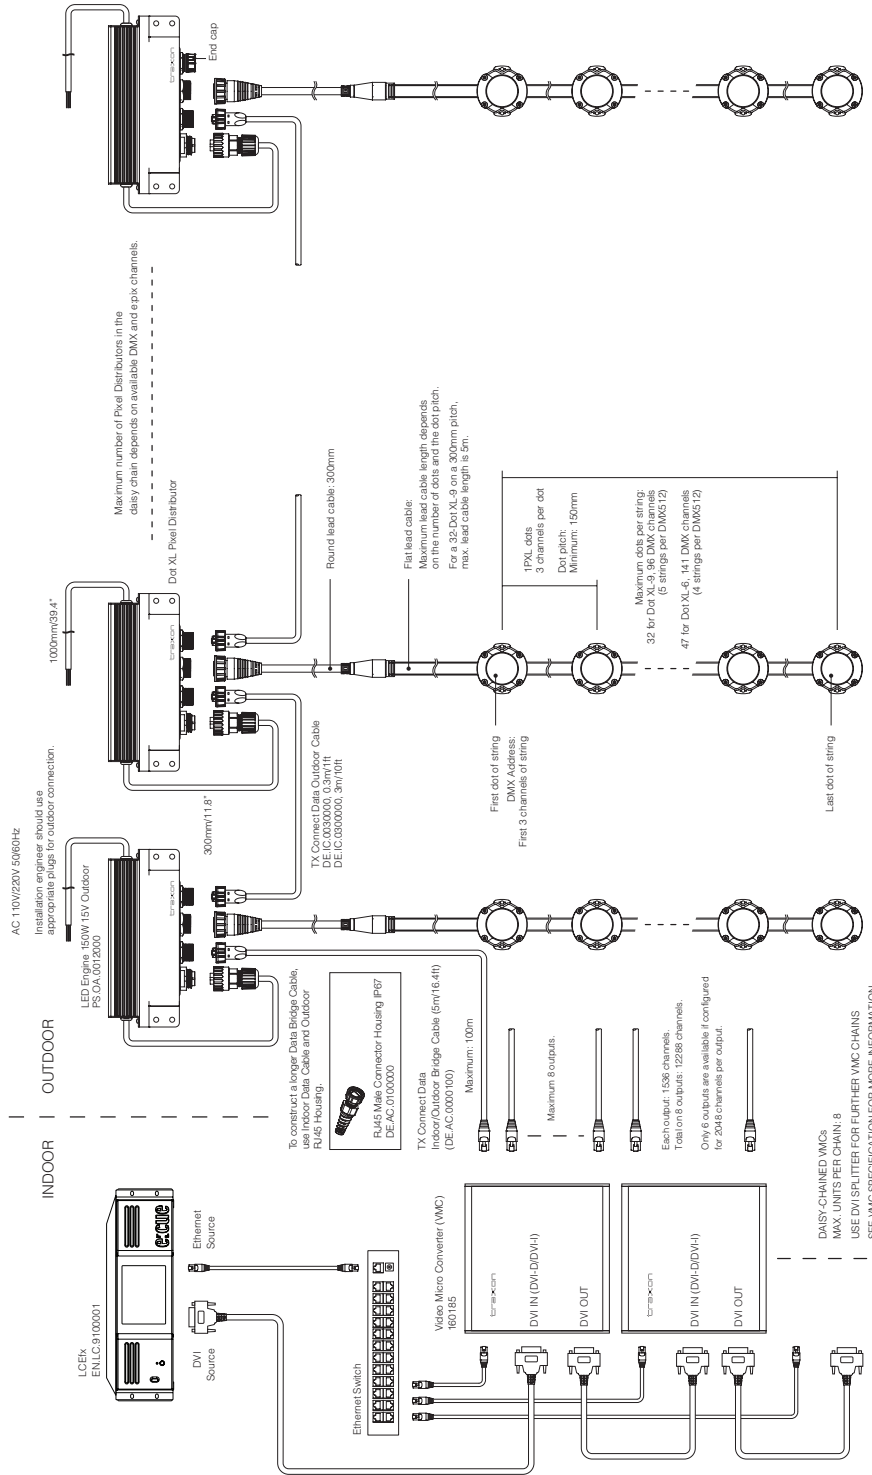 INDOOR
OUTDOOR
LCEfx
EN.LC.9100001
e:cue
DVI
Source
Ethernet
Source
Ethernet Switch
Video Micro Converter (VMC)
160185
traxon
DVI IN (DVI-D/DVI-I)
DVI OUT
traxon
DVI IN (DVI-D/DVI-I)
DVI OUT
DAISY-CHAINED VMCs
MAX. UNITS PER CHAIN: 8
USE DVI SPLITTER FOR FURTHER VMC CHAINS
SEE VMC SPECIFICATION FOR MORE INFORMATION
AC 110V/220V 50/60Hz
Installation engineer should use
appropriate plugs for outdoor connection.
LED Engine 150W 15V Outdoor
PS.OA.0012000
traxon
To construct a longer Data Bridge Cable,
use Indoor Data Cable and Outdoor
RJ45 Housing.
RJ45 Male Connector Housing IP67
DE.AC.0100000
TX Connect Data
Indoor/Outdoor Bridge Cable (5m/16.4ft)
(DE.AC.0000100)
Maximum: 100m
Maximum 8 outputs.
Each output: 1536 channels.
Total on 8 outputs: 12288 channels.
Only 6 outputs are available if configured
for 2048 channels per output.
1000mm/39.4"
300mm/11.8"
TX Connect Data Outdoor Cable
DE.IC.0030000, 0.3m/1ft
DE.IC.0300000, 3m/10ft
Dot XL Pixel Distributor
traxon
Maximum number of Pixel Distributors in the
daisy chain depends on available DMX and e:pix channels.
Round lead cable: 300mm
Flat lead cable:
Maximum lead cable length depends
on the number of dots and the dot pitch.
For a 32-Dot XL-9 on a 300mm pitch,
max. lead cable length is 5m.
First dot of string
DMX Address:
First 3 channels of string
1PXL dots
3 channels per dot
Dot pitch:
Minimum: 150mm
Maximum dots per string:
32 for Dot XL-9, 96 DMX channels
(5 strings per DMX512)
47 for Dot XL-6, 141 DMX channels
(4 strings per DMX512)
Last dot of string
traxon
End cap